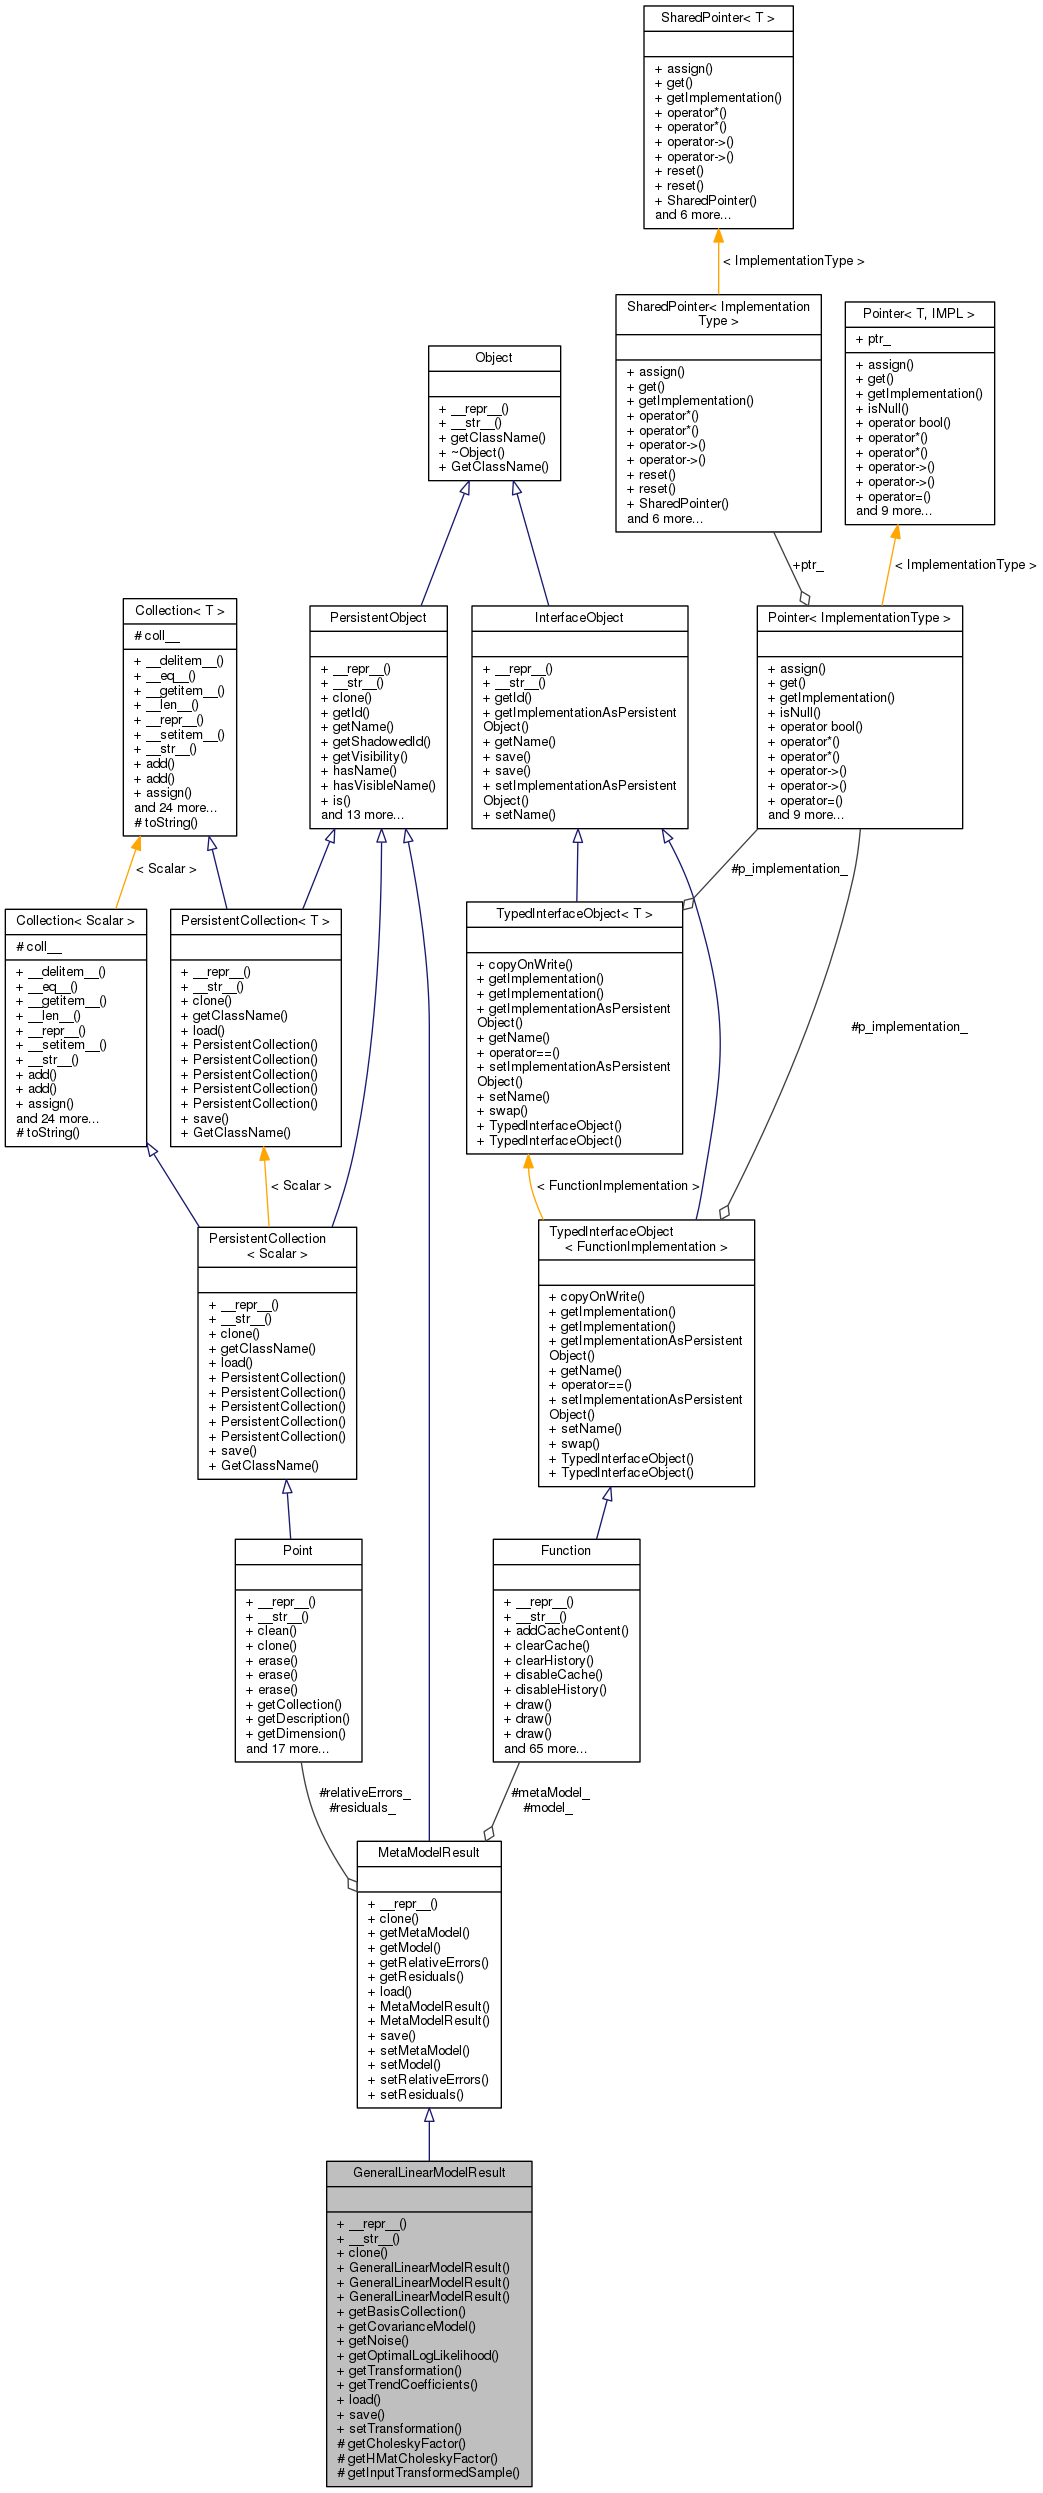 SharedPointer< T >
+ assign()
+ get()
+ getImplementation()
+ operator*()
+ operator*()
+ operator->()
+ operator->()
+ reset()
+ reset()
+ SharedPointer()
and 6 more...
< ImplementationType >
SharedPointer< Implementation
Type >
+ assign()
+ get()
+ getImplementation()
+ operator*()
+ operator*()
+ operator->()
+ operator->()
+ reset()
+ reset()
+ SharedPointer()
and 6 more...
Pointer< T, IMPL >
+ ptr_
+ assign()
+ get()
+ getImplementation()
+ isNull()
+ operator bool()
+ operator*()
+ operator*()
+ operator->()
+ operator->()
+ operator=()
and 9 more...
Object
+ __repr__()
+ __str__()
+ getClassName()
+ ~Object()
+ GetClassName()
+ptr_
< ImplementationType >
Collection< T >
# coll__
+ __delitem__()
+ __eq__()
+ __getitem__()
+ __len__()
+ __repr__()
+ __setitem__()
+ __str__()
+ add()
+ add()
+ assign()
and 24 more...
# toString()
PersistentObject
+ __repr__()
+ __str__()
+ clone()
+ getId()
+ getName()
+ getShadowedId()
+ getVisibility()
+ hasName()
+ hasVisibleName()
+ is()
and 13 more...
InterfaceObject
+ __repr__()
+ __str__()
+ getId()
+ getImplementationAsPersistent
Object()
+ getName()
+ save()
+ save()
+ setImplementationAsPersistent
Object()
+ setName()
Pointer< ImplementationType >
+ assign()
+ get()
+ getImplementation()
+ isNull()
+ operator bool()
+ operator*()
+ operator*()
+ operator->()
+ operator->()
+ operator=()
and 9 more...
< Scalar >
#p_implementation_
Collection< Scalar >
# coll__
+ __delitem__()
+ __eq__()
+ __getitem__()
+ __len__()
+ __repr__()
+ __setitem__()
+ __str__()
+ add()
+ add()
+ assign()
and 24 more...
# toString()
PersistentCollection< T >
+ __repr__()
+ __str__()
+ clone()
+ getClassName()
+ load()
+ PersistentCollection()
+ PersistentCollection()
+ PersistentCollection()
+ PersistentCollection()
+ PersistentCollection()
+ save()
+ GetClassName()
TypedInterfaceObject< T >
+ copyOnWrite()
+ getImplementation()
+ getImplementation()
+ getImplementationAsPersistent
Object()
+ getName()
+ operator==()
+ setImplementationAsPersistent
Object()
+ setName()
+ swap()
+ TypedInterfaceObject()
+ TypedInterfaceObject()
#p_implementation_
< Scalar >
< FunctionImplementation >
PersistentCollection
< Scalar >
+ __repr__()
+ __str__()
+ clone()
+ getClassName()
+ load()
+ PersistentCollection()
+ PersistentCollection()
+ PersistentCollection()
+ PersistentCollection()
+ PersistentCollection()
+ save()
+ GetClassName()
TypedInterfaceObject
< FunctionImplementation >
+ copyOnWrite()
+ getImplementation()
+ getImplementation()
+ getImplementationAsPersistent
Object()
+ getName()
+ operator==()
+ setImplementationAsPersistent
Object()
+ setName()
+ swap()
+ TypedInterfaceObject()
+ TypedInterfaceObject()
Point
+ __repr__()
+ __str__()
+ clean()
+ clone()
+ erase()
+ erase()
+ erase()
+ getCollection()
+ getDescription()
+ getDimension()
and 17 more...
Function
+ __repr__()
+ __str__()
+ addCacheContent()
+ clearCache()
+ clearHistory()
+ disableCache()
+ disableHistory()
+ draw()
+ draw()
+ draw()
and 65 more...
#relativeErrors_
#residuals_
#metaModel_
#model_
MetaModelResult
+ __repr__()
+ clone()
+ getMetaModel()
+ getModel()
+ getRelativeErrors()
+ getResiduals()
+ load()
+ MetaModelResult()
+ MetaModelResult()
+ save()
+ setMetaModel()
+ setModel()
+ setRelativeErrors()
+ setResiduals()
GeneralLinearModelResult
+ __repr__()
+ __str__()
+ clone()
+ GeneralLinearModelResult()
+ GeneralLinearModelResult()
+ GeneralLinearModelResult()
+ getBasisCollection()
+ getCovarianceModel()
+ getNoise()
+ getOptimalLogLikelihood()
+ getTransformation()
+ getTrendCoefficients()
+ load()
+ save()
+ setTransformation()
# getCholeskyFactor()
# getHMatCholeskyFactor()
# getInputTransformedSample()